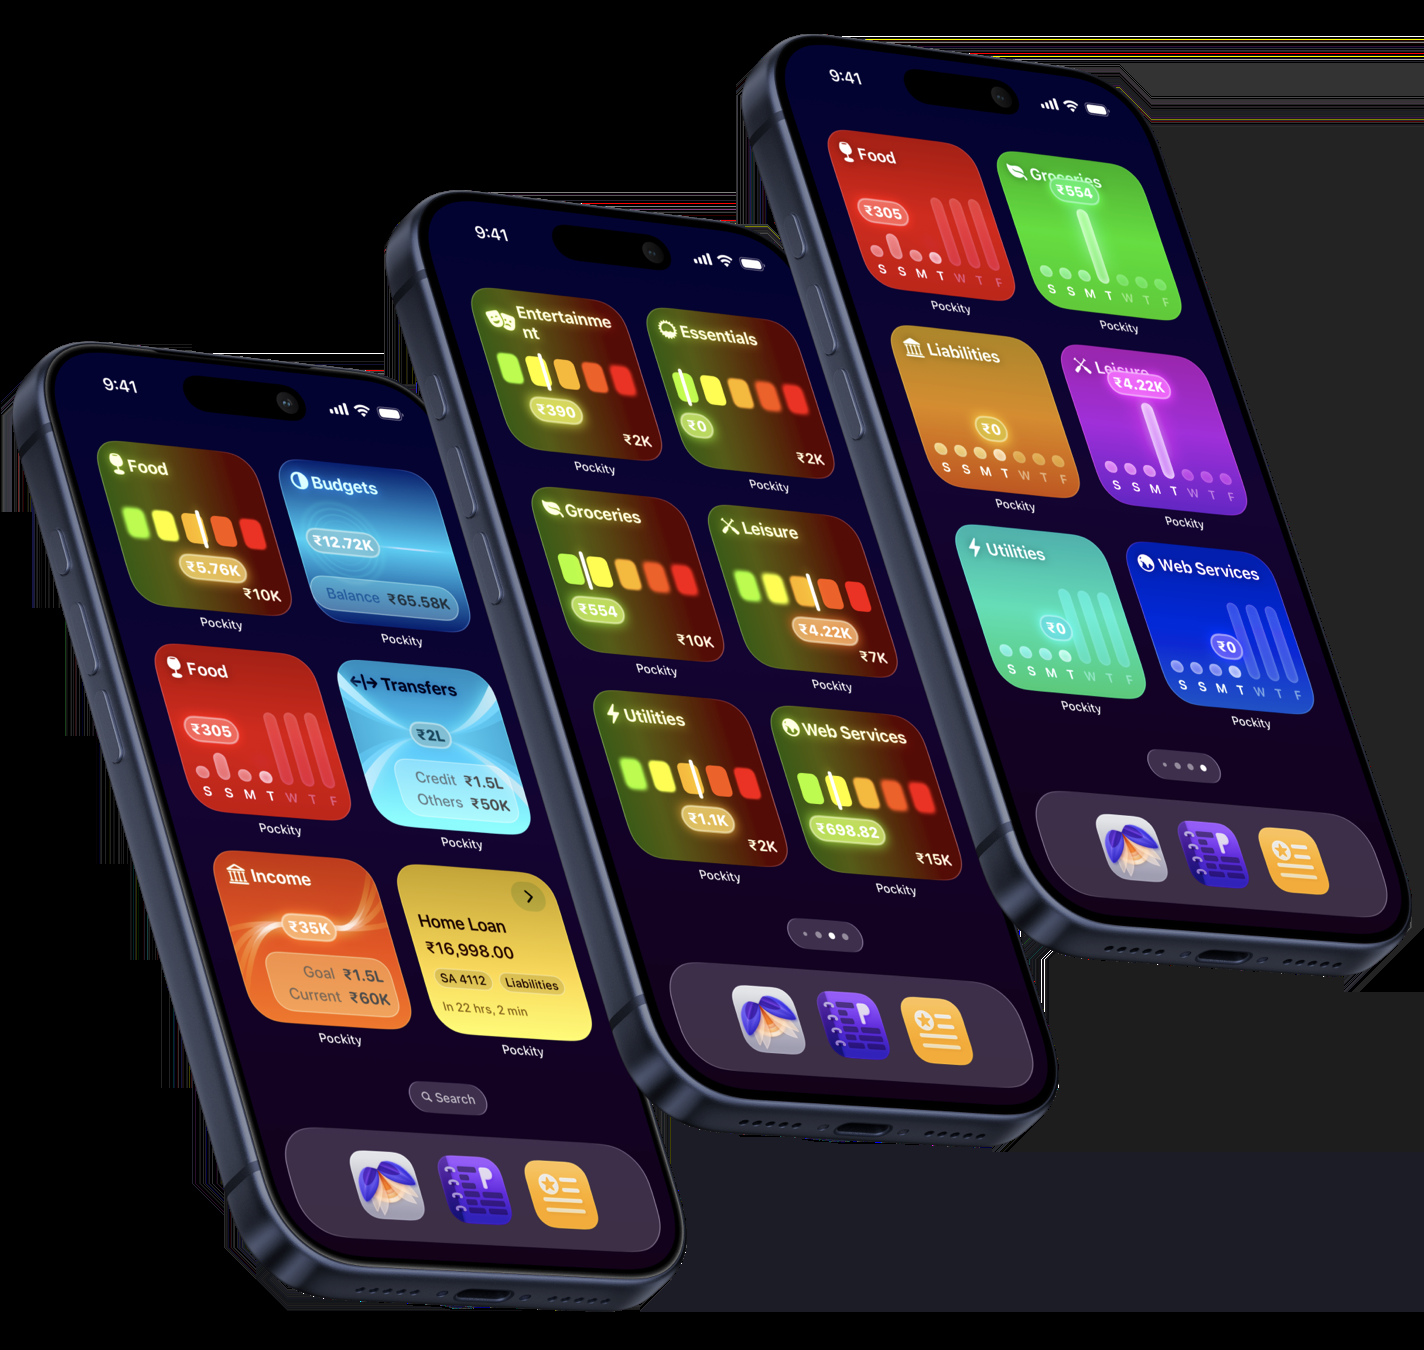 9:41
Food
₹5.76K
₹10K
Pockity
Budgets
₹12.72K
Balance ₹65.58K
Pockity
Food
₹305
S S M T W T F
Pockity
Transfers
₹2L
Credit ₹1.5L
Others ₹50K
Pockity
Income
₹35K
Goal ₹1.5L
Current ₹60K
Pockity
Home Loan
₹16,998.00
SA 4112 Liabilities
In 22 hrs, 2 min
Pockity
Search
9:41
Entertainme
nt
₹390
₹2K
Pockity
Essentials
₹0
₹2K
Pockity
Groceries
₹554
₹10K
Pockity
Leisure
₹4.22K
₹7K
Pockity
Utilities
₹1.1K
₹2K
Pockity
Web Services
₹698.82
₹15K
Pockity
9:41
Food
₹305
S S M T W T F
Pockity
Groceries
₹554
S S M T W T F
Pockity
Liabilities
₹0
S S M T W T F
Pockity
Leisure
₹4.22K
S S M T W T F
Pockity
Utilities
₹0
S S M T W T F
Pockity
Web Services
₹0
S S M T W T F
Pockity